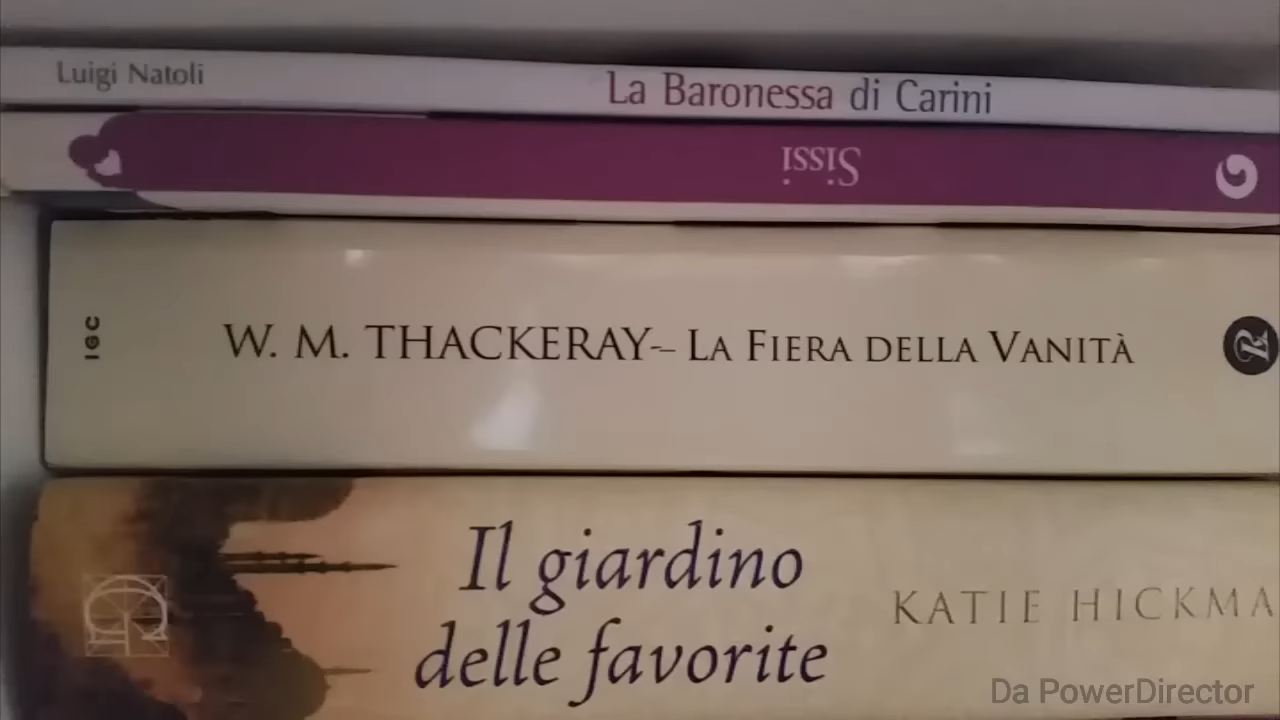 Luigi Natoli La Baronessa di Carini
Sissi
IGC W. M. THACKERAY-– LA FIERA DELLA VANITÀ R
Il giardino
delle favorite
KATIE HICKMA
Da PowerDirector